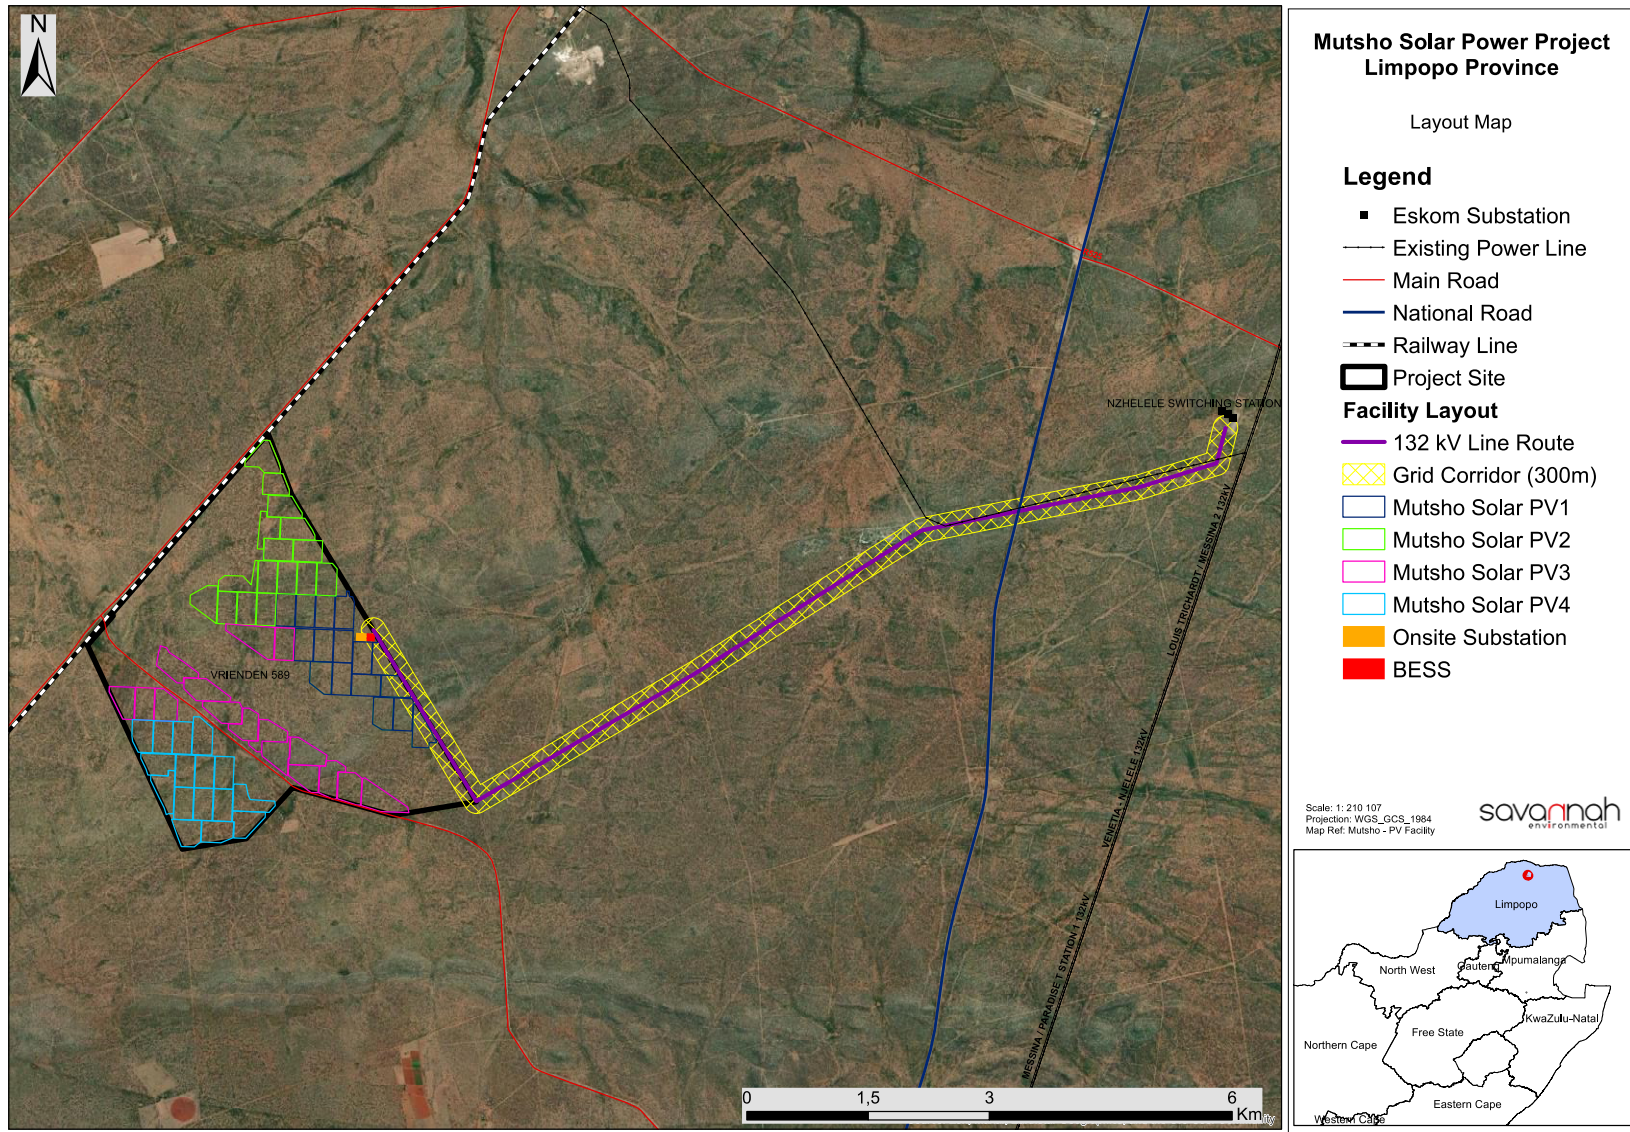 N
NZHELELE SWITCHING STATION
VRIENDEN 589
LOUIS TRICHARDT / MESSINA 2 132kV
VENETIA - NJELELE 132kV
MESSINA / PARADISE T STATION 1 132kV
0 1,5 3 6
Km
Mutsho Solar Power Project
Limpopo Province
Layout Map
Legend
Eskom Substation
Existing Power Line
Main Road
National Road
Railway Line
Project Site
Facility Layout
132 kV Line Route
Grid Corridor (300m)
Mutsho Solar PV1
Mutsho Solar PV2
Mutsho Solar PV3
Mutsho Solar PV4
Onsite Substation
BESS
Scale: 1: 210 107
Projection: WGS_GCS_1984
Map Ref: Mutsho - PV Facility
savannah
environmental
Limpopo
North West
Gauteng
Mpumalanga
Free State
KwaZulu-Natal
Northern Cape
Eastern Cape
Western Cape